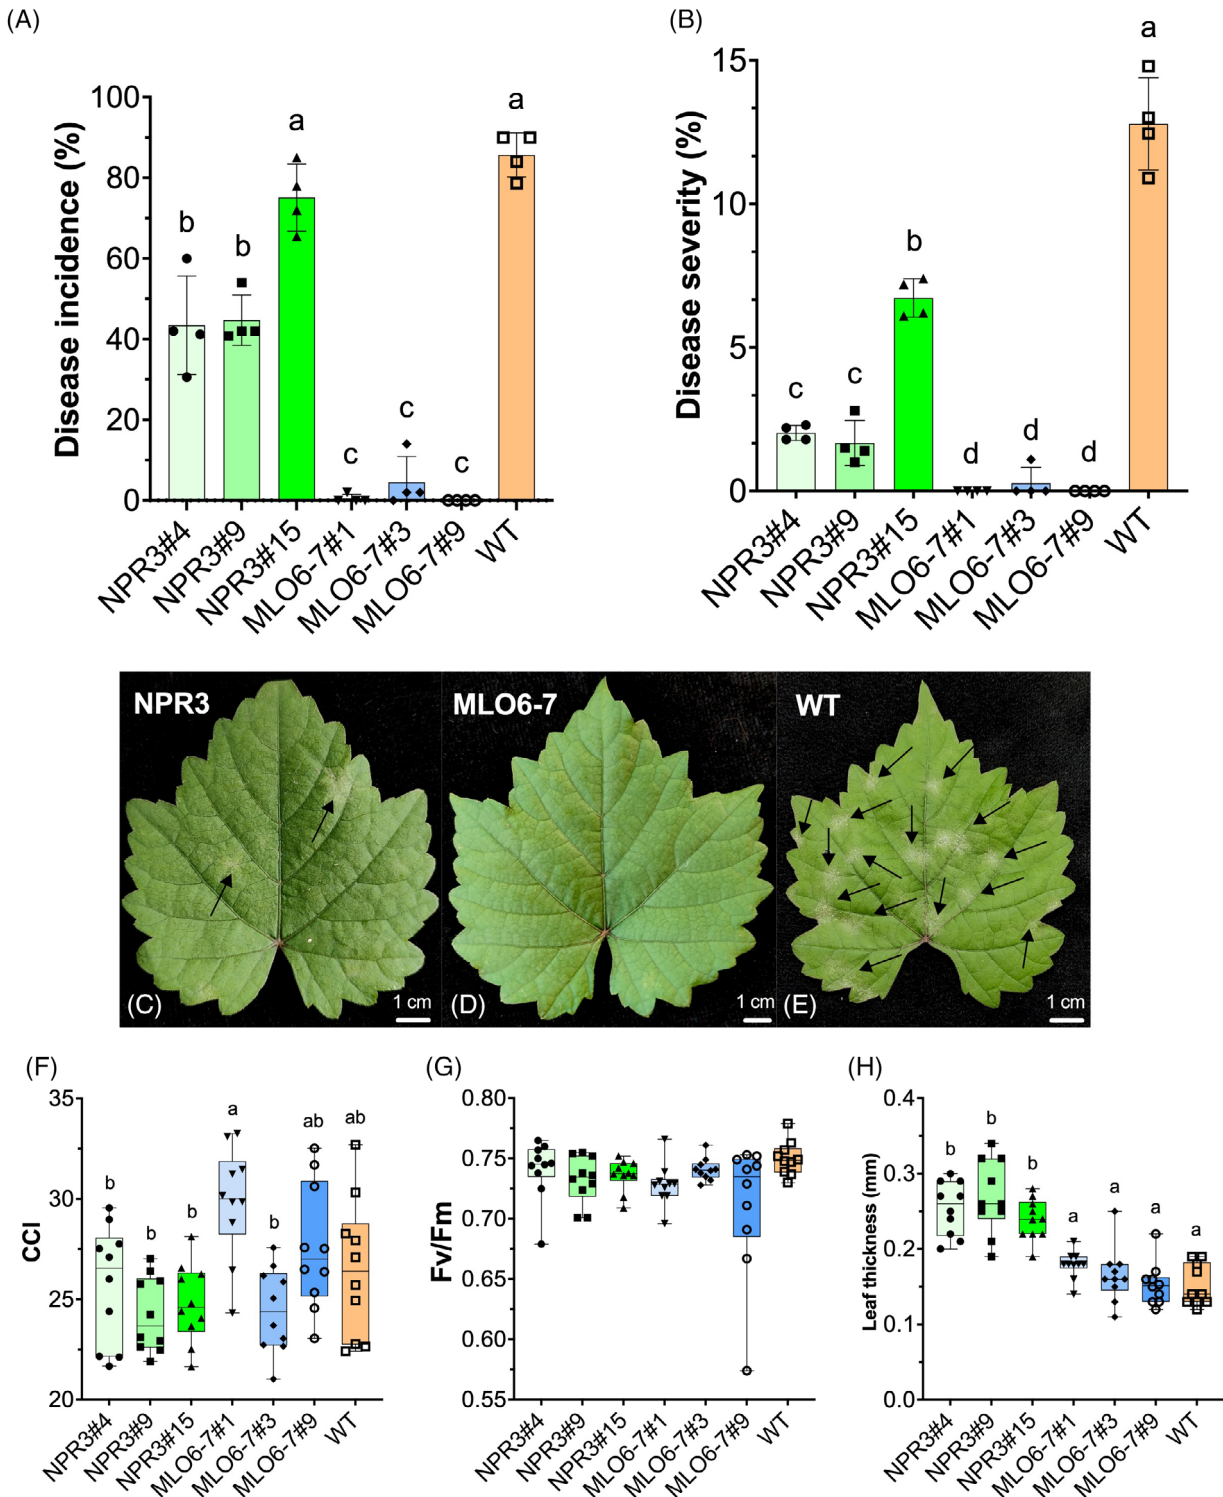 (A)
Disease incidence (%)
100
80
60
40
20
0
b
b
a
c
c
c
a
NPR3#4
NPR3#9
NPR3#15
MLO6-7#1
MLO6-7#3
MLO6-7#9
WT
(B)
Disease severity (%)
15
10
5
0
c
c
b
d
d
d
a
NPR3#4
NPR3#9
NPR3#15
MLO6-7#1
MLO6-7#3
MLO6-7#9
WT
NPR3
(C)
1 cm
MLO6-7
(D)
1 cm
WT
(E)
1 cm
(F)
CCI
35
30
25
20
b
b
b
a
b
ab
ab
NPR3#4
NPR3#9
NPR3#15
MLO6-7#1
MLO6-7#3
MLO6-7#9
WT
(G)
Fv/Fm
0.80
0.75
0.70
0.65
0.60
0.55
NPR3#4
NPR3#9
NPR3#15
MLO6-7#1
MLO6-7#3
MLO6-7#9
WT
(H)
Leaf thickness (mm)
0.4
0.3
0.2
0.1
0.0
b
b
b
a
a
a
a
NPR3#4
NPR3#9
NPR3#15
MLO6-7#1
MLO6-7#3
MLO6-7#9
WT